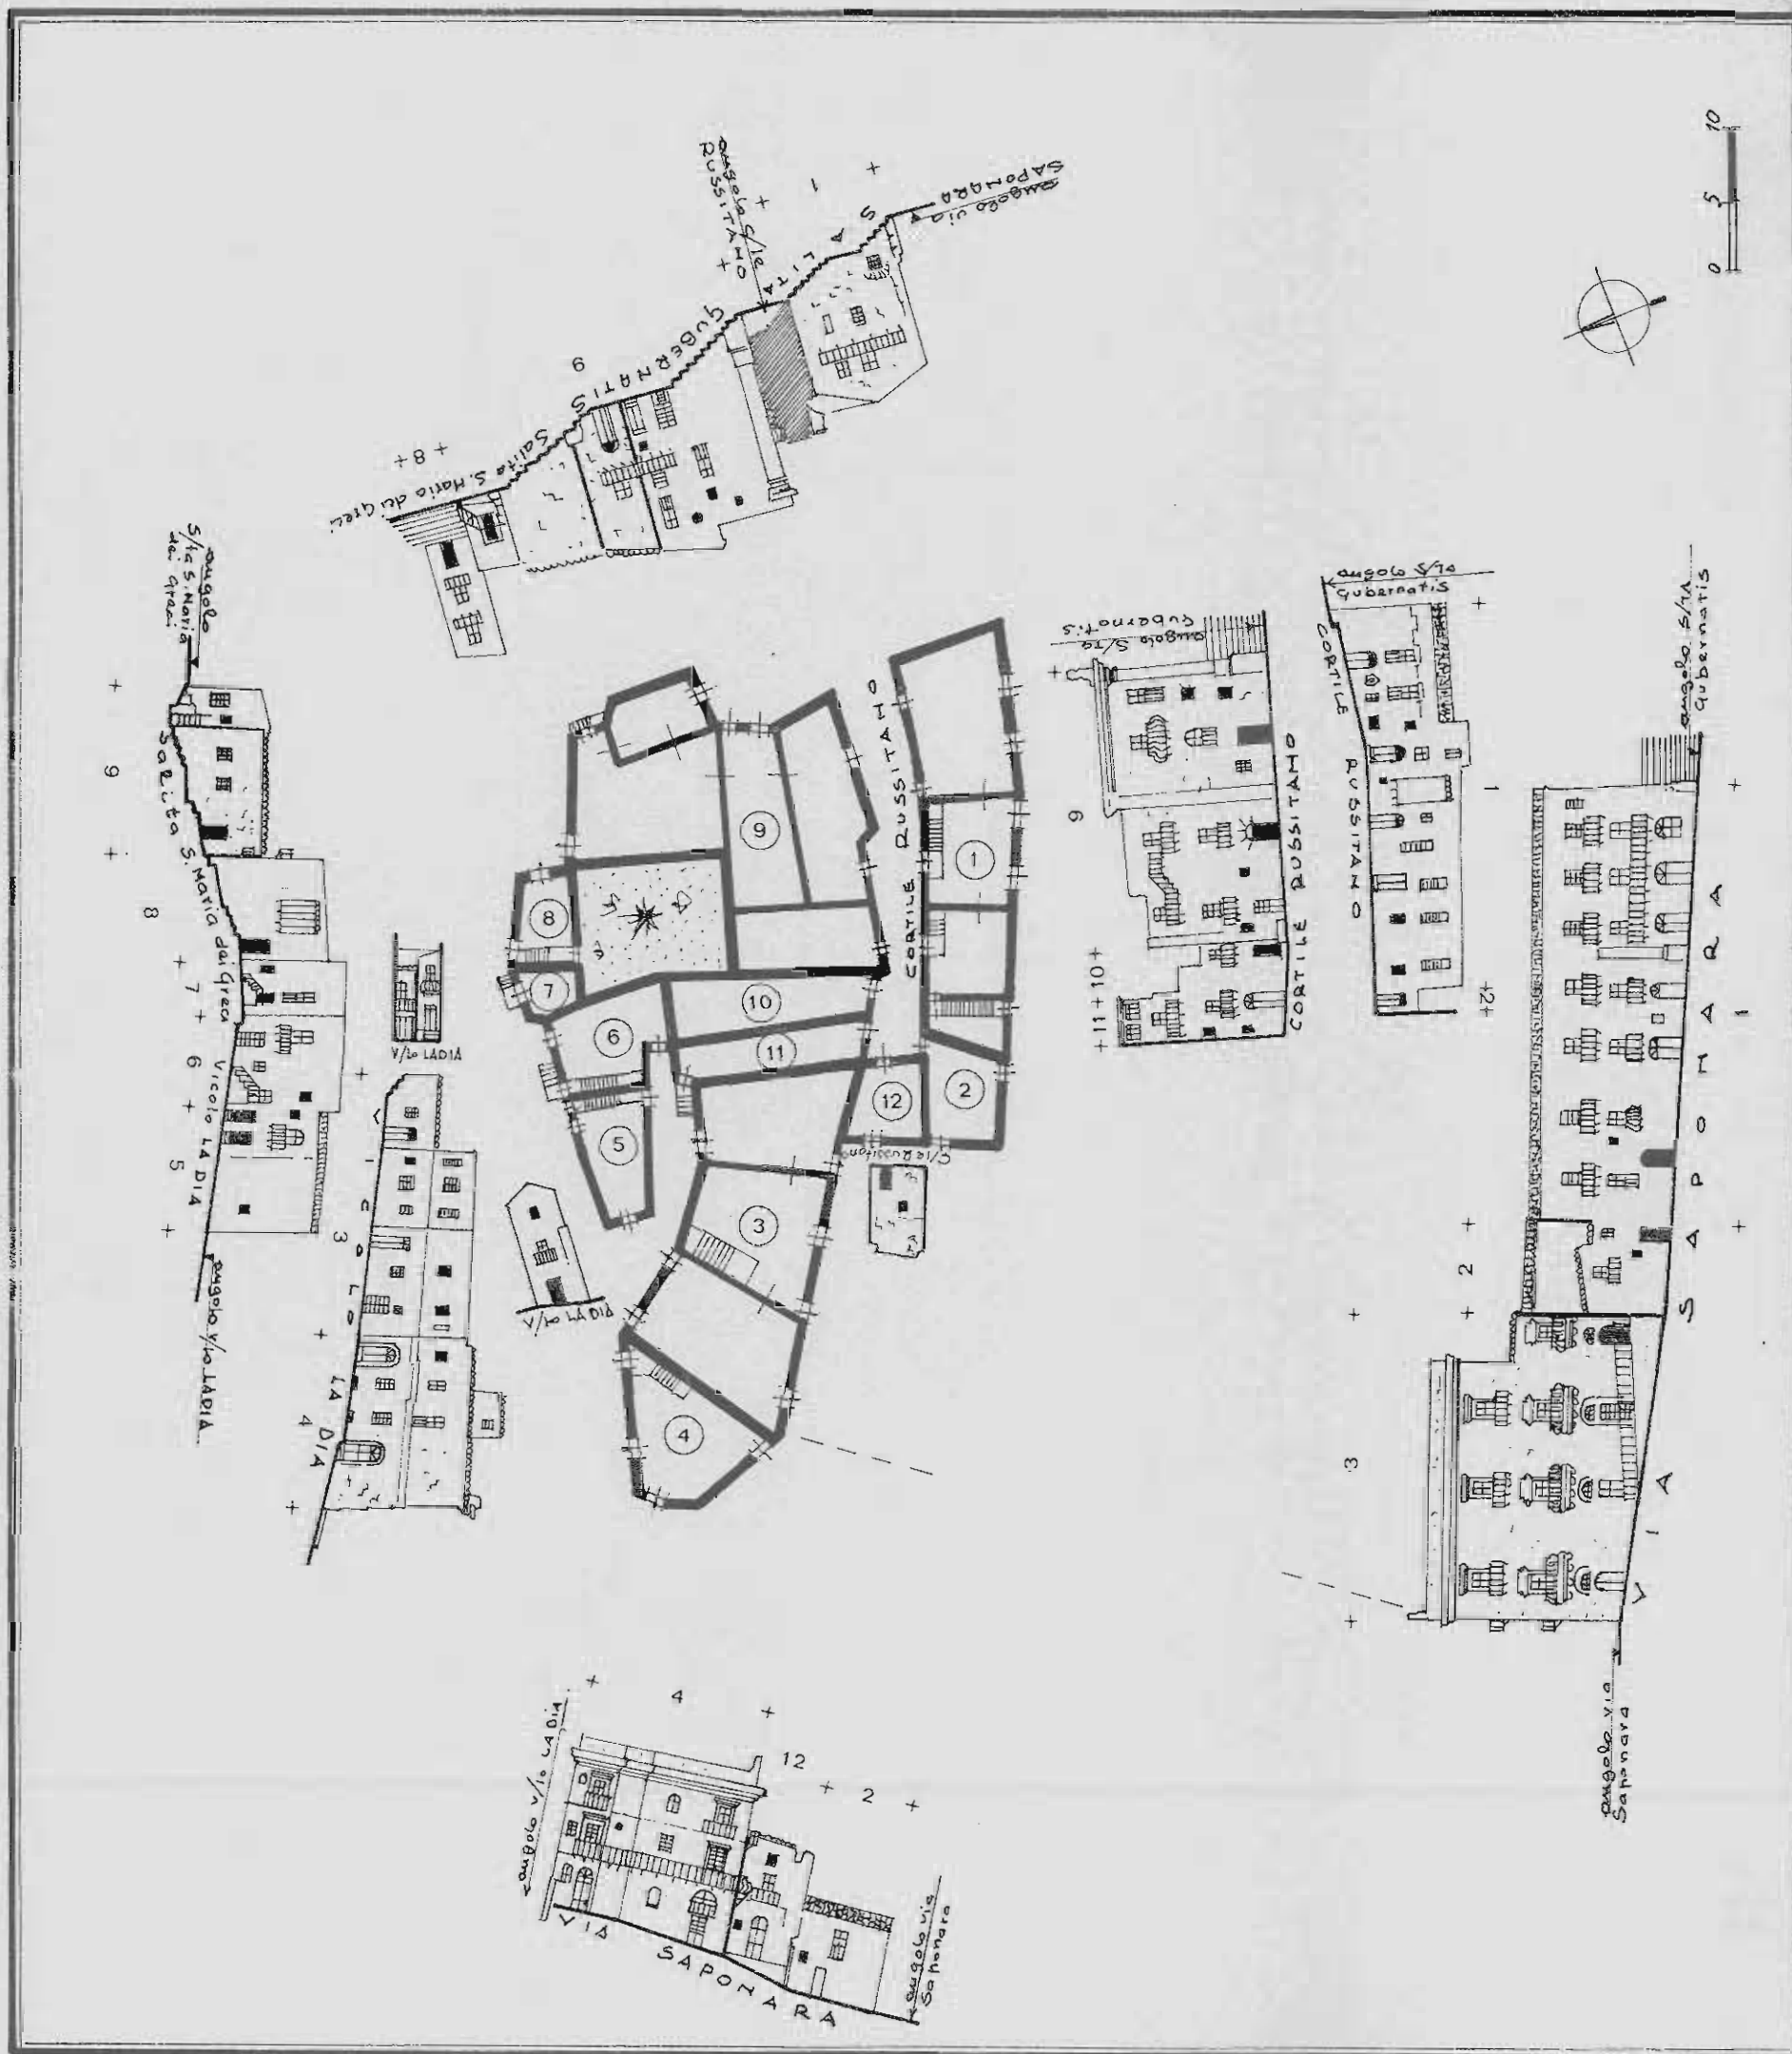 angolo via
SAPONARA
angolo c/le
RUSSITANO
1
SALITA
GUBERNATIS
9
Salita S. Maria dei Greci
8
10
5
0
angolo
S/ta S. Maria
dei Greci
9
Salita S. Maria dei Greci
8
7
6
5
Vicolo LA DIA
angolo V/lo LADIA
V/lo LADIA
VICOLO LA DIA
3
4
V/lo LADIA
CORTILE RUSSITANO
1
2
3
4
5
6
7
8
9
10
11
12
C/le Russitano
angolo S/ta
Gubernatis
9
11
10
CORTILE RUSSITANO
angolo S/TA
Gubernatis
CORTILE RUSSITANO
1
2
angolo S/TA
Gubernatis
1
2
3
VIA SAPONARA
angolo via
Saponara
angolo V/lo LA DIA
4
12
2
VIA SAPONARA
angolo via
Saponara